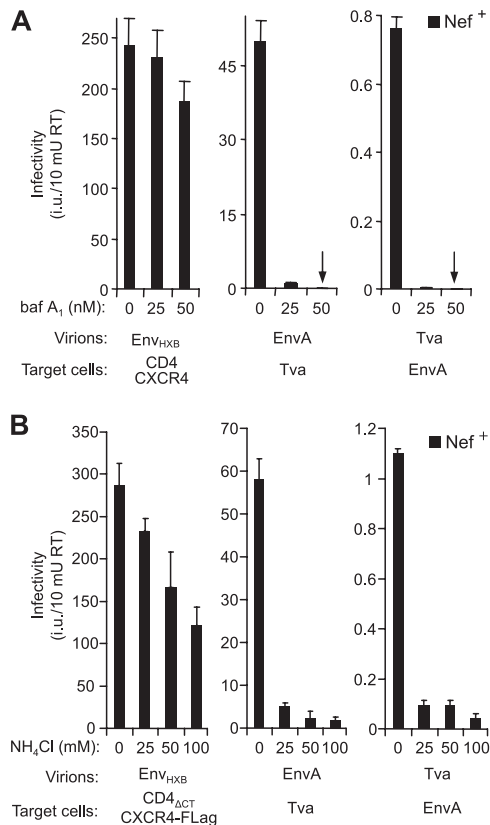 A
Nef +
Infectivity
(i.u./10 mU RT)
250
200
150
100
50
0
45
30
15
0
0.8
0.6
0.4
0.2
0
baf A1 (nM):
0 25 50
0 25 50
0 25 50
Virions:
EnvHXB
EnvA
Tva
Target cells:
CD4
CXCR4
Tva
EnvA
B
Nef +
Infectivity
(i.u./10 mU RT)
350
300
250
200
150
100
50
0
70
60
50
40
30
20
10
0
1.2
1
0.8
0.6
0.4
0.2
0
NH4Cl (mM):
0 25 50 100
0 25 50 100
0 25 50 100
Virions:
EnvHXB
EnvA
Tva
Target cells:
CD4ΔCT
CXCR4-FLag
Tva
EnvA